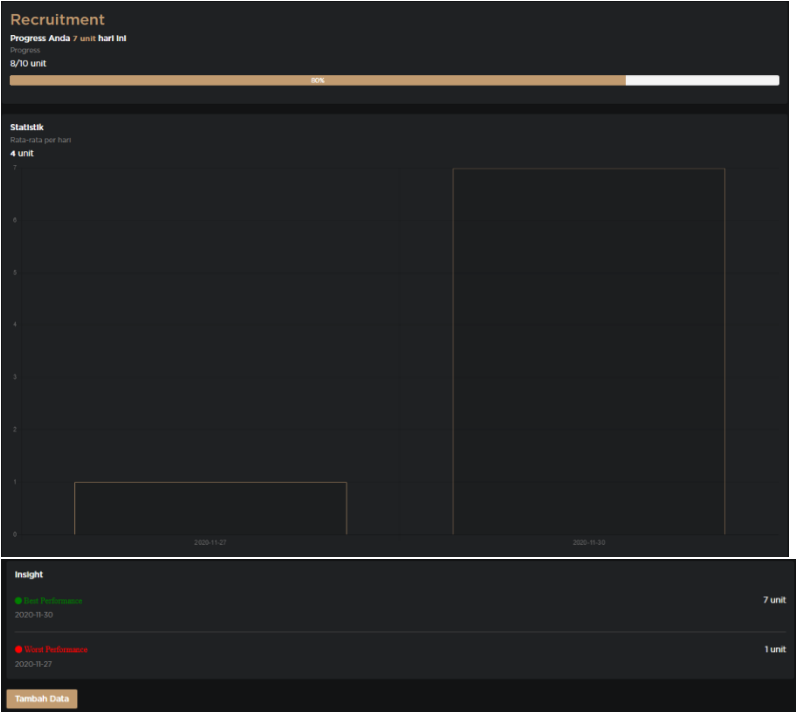 Recruitment
Progress Anda 7 unit hari ini
Progress
8/10 unit
80%
Statistik
Rata-rata per hari
4 unit
7
6
5
4
3
2
1
0
2020-11-27
2020-11-30
Insight
Best Performance
7 unit
2020-11-30
Worst Performance
1 unit
2020-11-27
Tambah Data